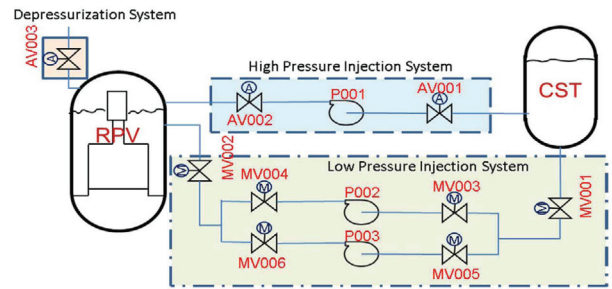 Depressurization System
AV003
A
High Pressure Injection System
A
P001
AV001
A
AV002
CST
RPV
MV002
M
Low Pressure Injection System
MV004
M
P002
MV003
M
MV001
M
P003
M
M
MV006
MV005